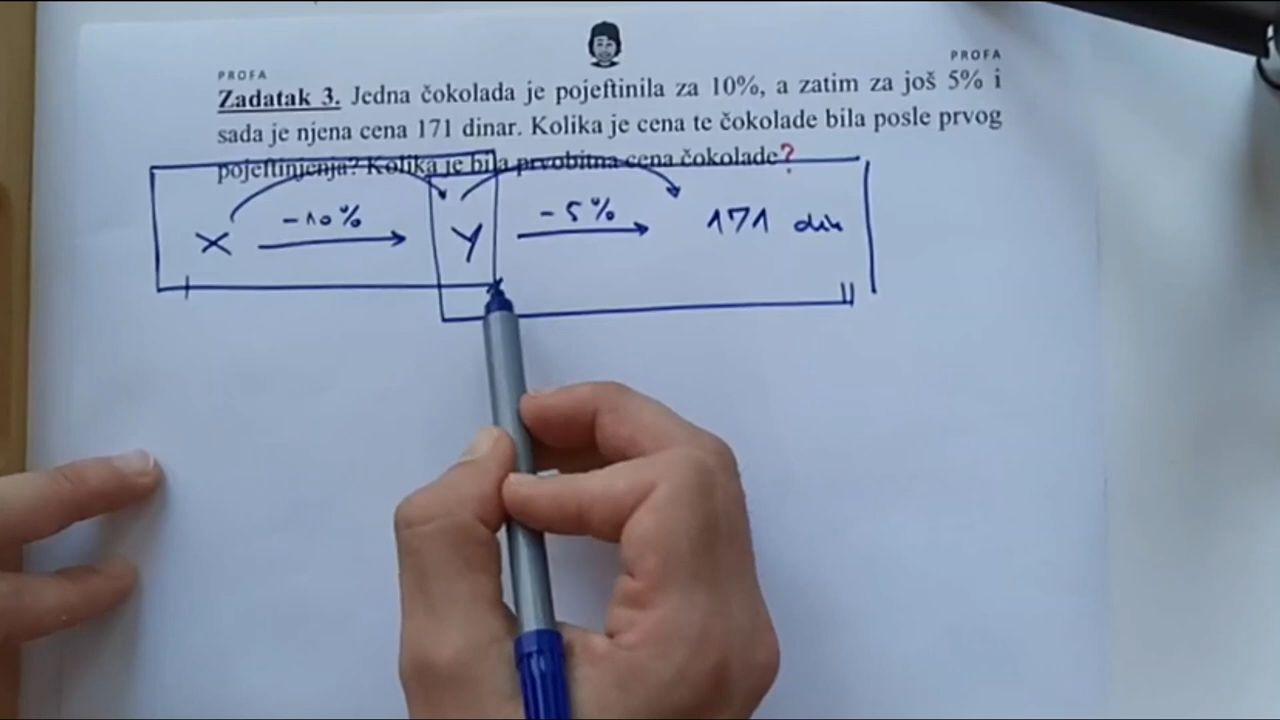 PROFA
PROFA
Zadatak 3. Jedna čokolada je pojeftinila za 10%, a zatim za još 5% i
sada je njena cena 171 dinar. Kolika je cena te čokolade bila posle prvog
pojeftinjenja? Kolika je bila prvobitna cena čokolade?
-10% -5%
X Y 171 din
I II